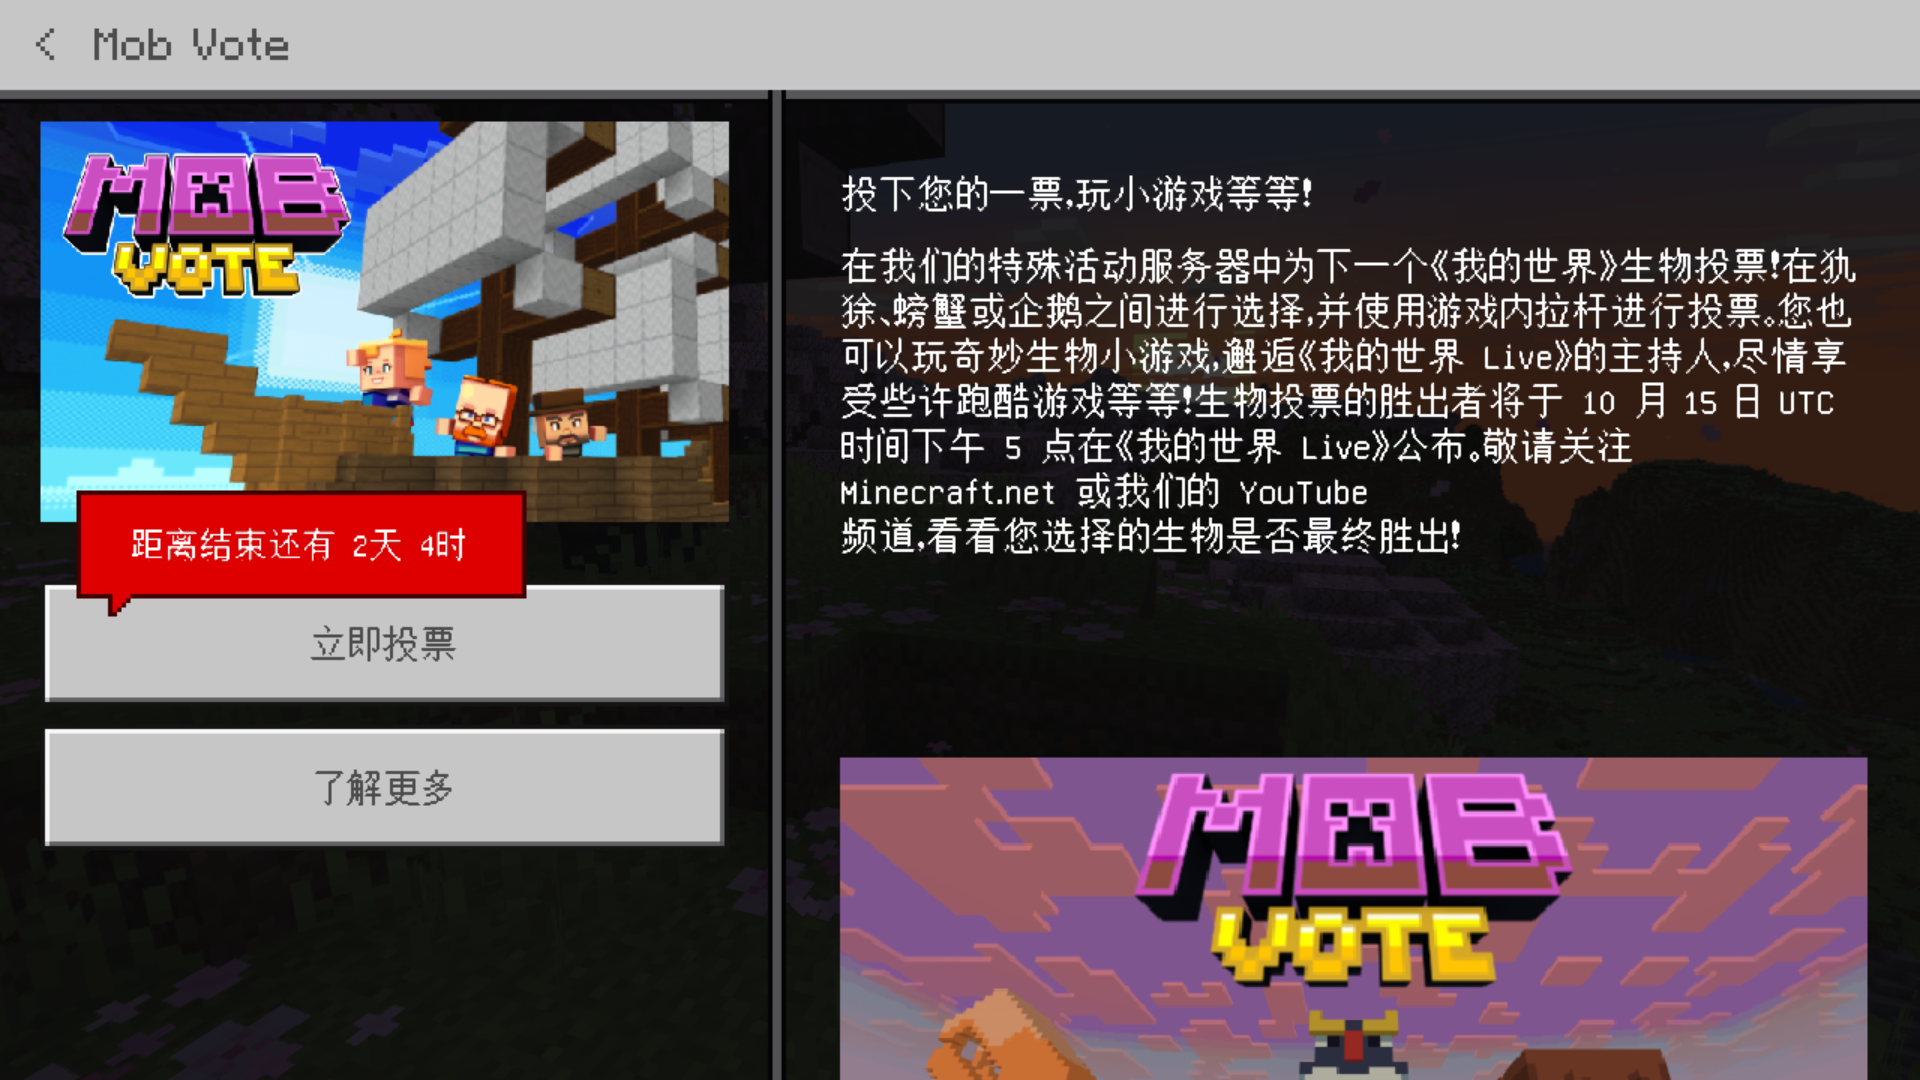 Mob Vote
MOB
VOTE
距离结束还有 2天 4时
立即投票
了解更多
投下您的一票,玩小游戏等等!
在我们的特殊活动服务器中为下一个《我的世界》生物投票!在犰
狳、螃蟹或企鹅之间进行选择,并使用游戏内拉杆进行投票。您也
可以玩奇妙生物小游戏,邂逅《我的世界 Live》的主持人,尽情享
受些许跑酷游戏等等!生物投票的胜出者将于 10 月 15 日 UTC
时间下午 5 点在《我的世界 Live》公布。敬请关注
Minecraft.net 或我们的 YouTube
频道,看看您选择的生物是否最终胜出!
MOB
VOTE